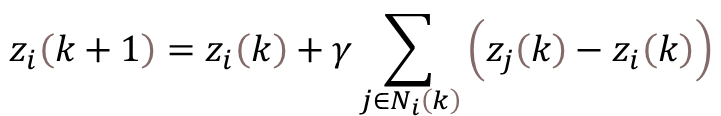 z_i(k + 1) = z_i(k) + γ ∑_{j∈N_i(k)} (z_j(k) − z_i(k))